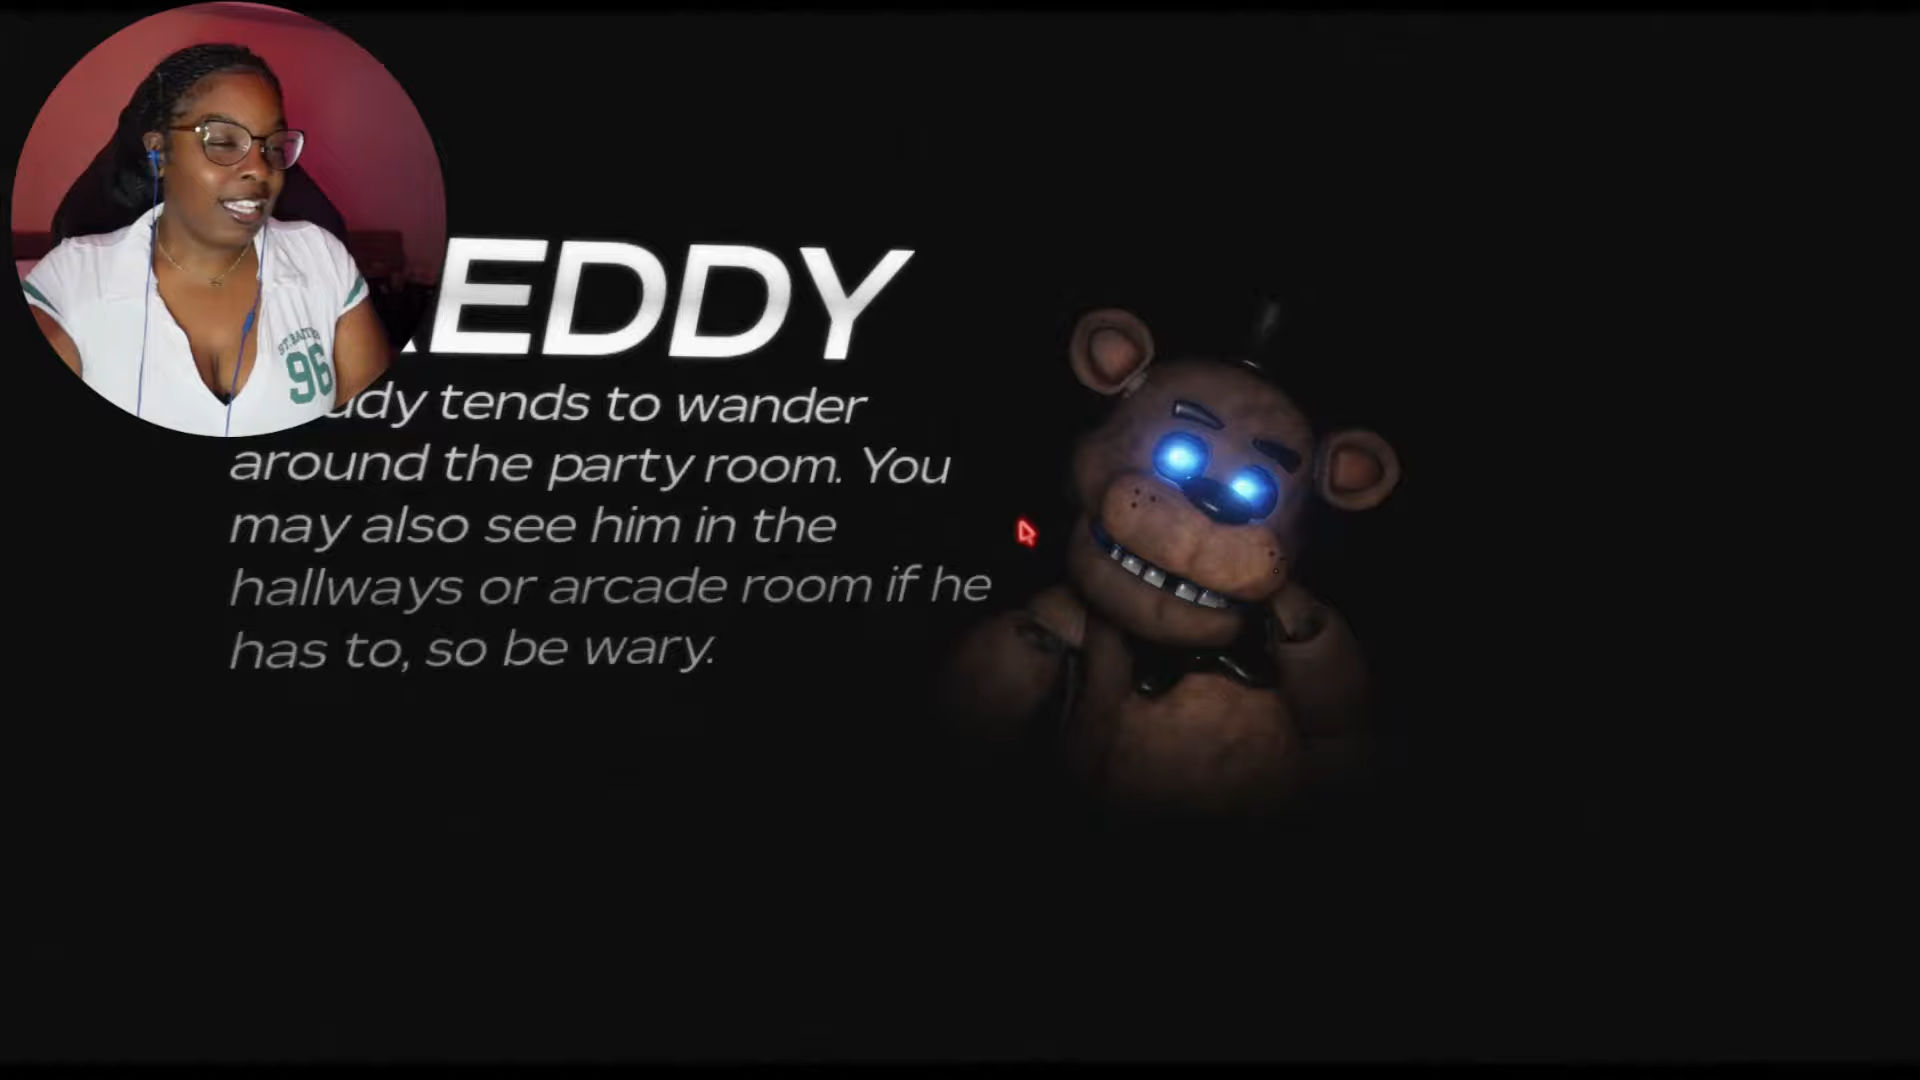 EDDY
tends to wander
around the party room. You
may also see him in the
hallways or arcade room if he
has to, so be wary.
96